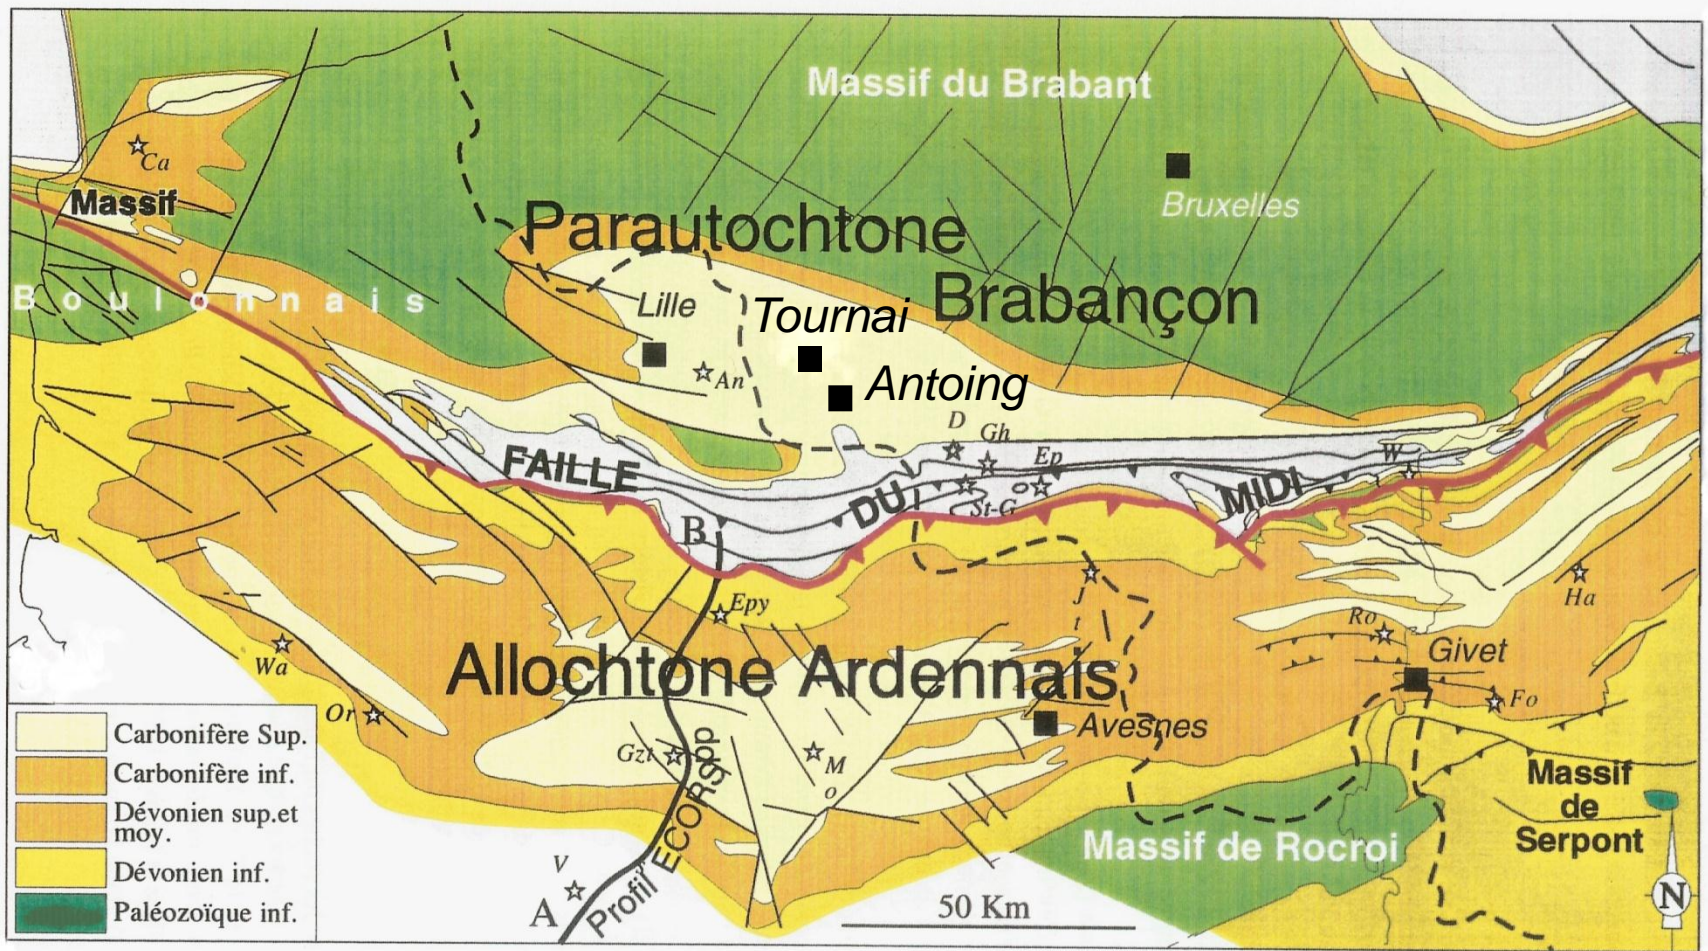 Massif du Brabant
Ca
Massif
Bruxelles
Parautochtone
Brabançon
Boulonnais
Lille
Tournai
An
Antoing
D
Gh
Ep
W
FAILLE
DU
MIDI
St-G
B
Epy
J
t
Ha
Ro
Givet
Wa
Allochtone Ardennais
Fo
Or
Avesnes
Gzt
M
o
Profil ECORS
Carbonifère Sup.
Carbonifère inf.
Dévonien sup.et
moy.
Dévonien inf.
Paléozoïque inf.
Massif
de
Serpont
Massif de Rocroi
V
A
50 Km
N